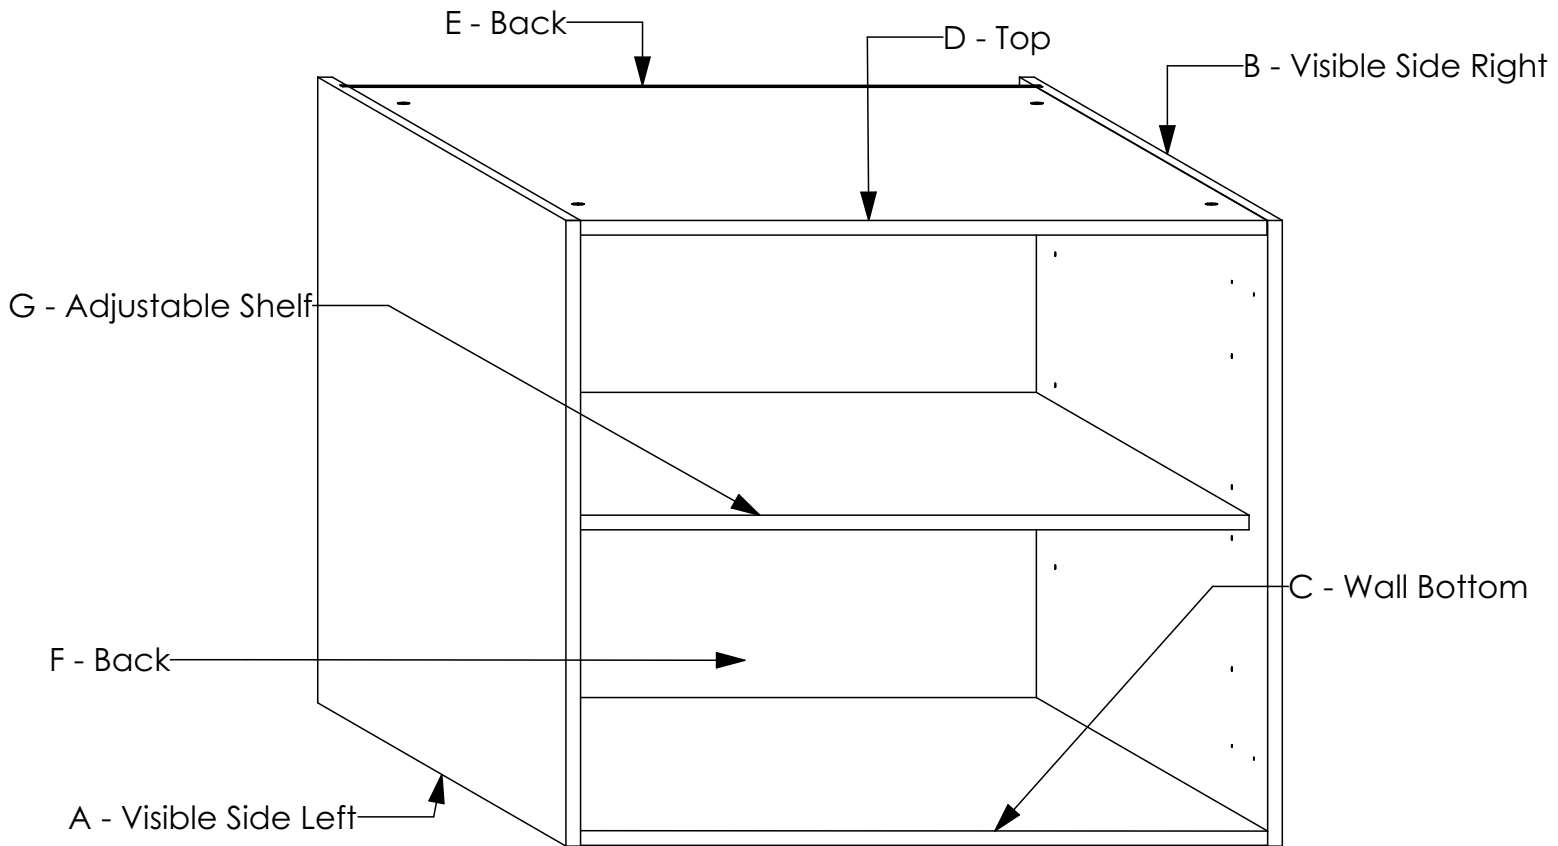 E - Back
D - Top
B - Visible Side Right
G - Adjustable Shelf
C - Wall Bottom
F - Back
A - Visible Side Left